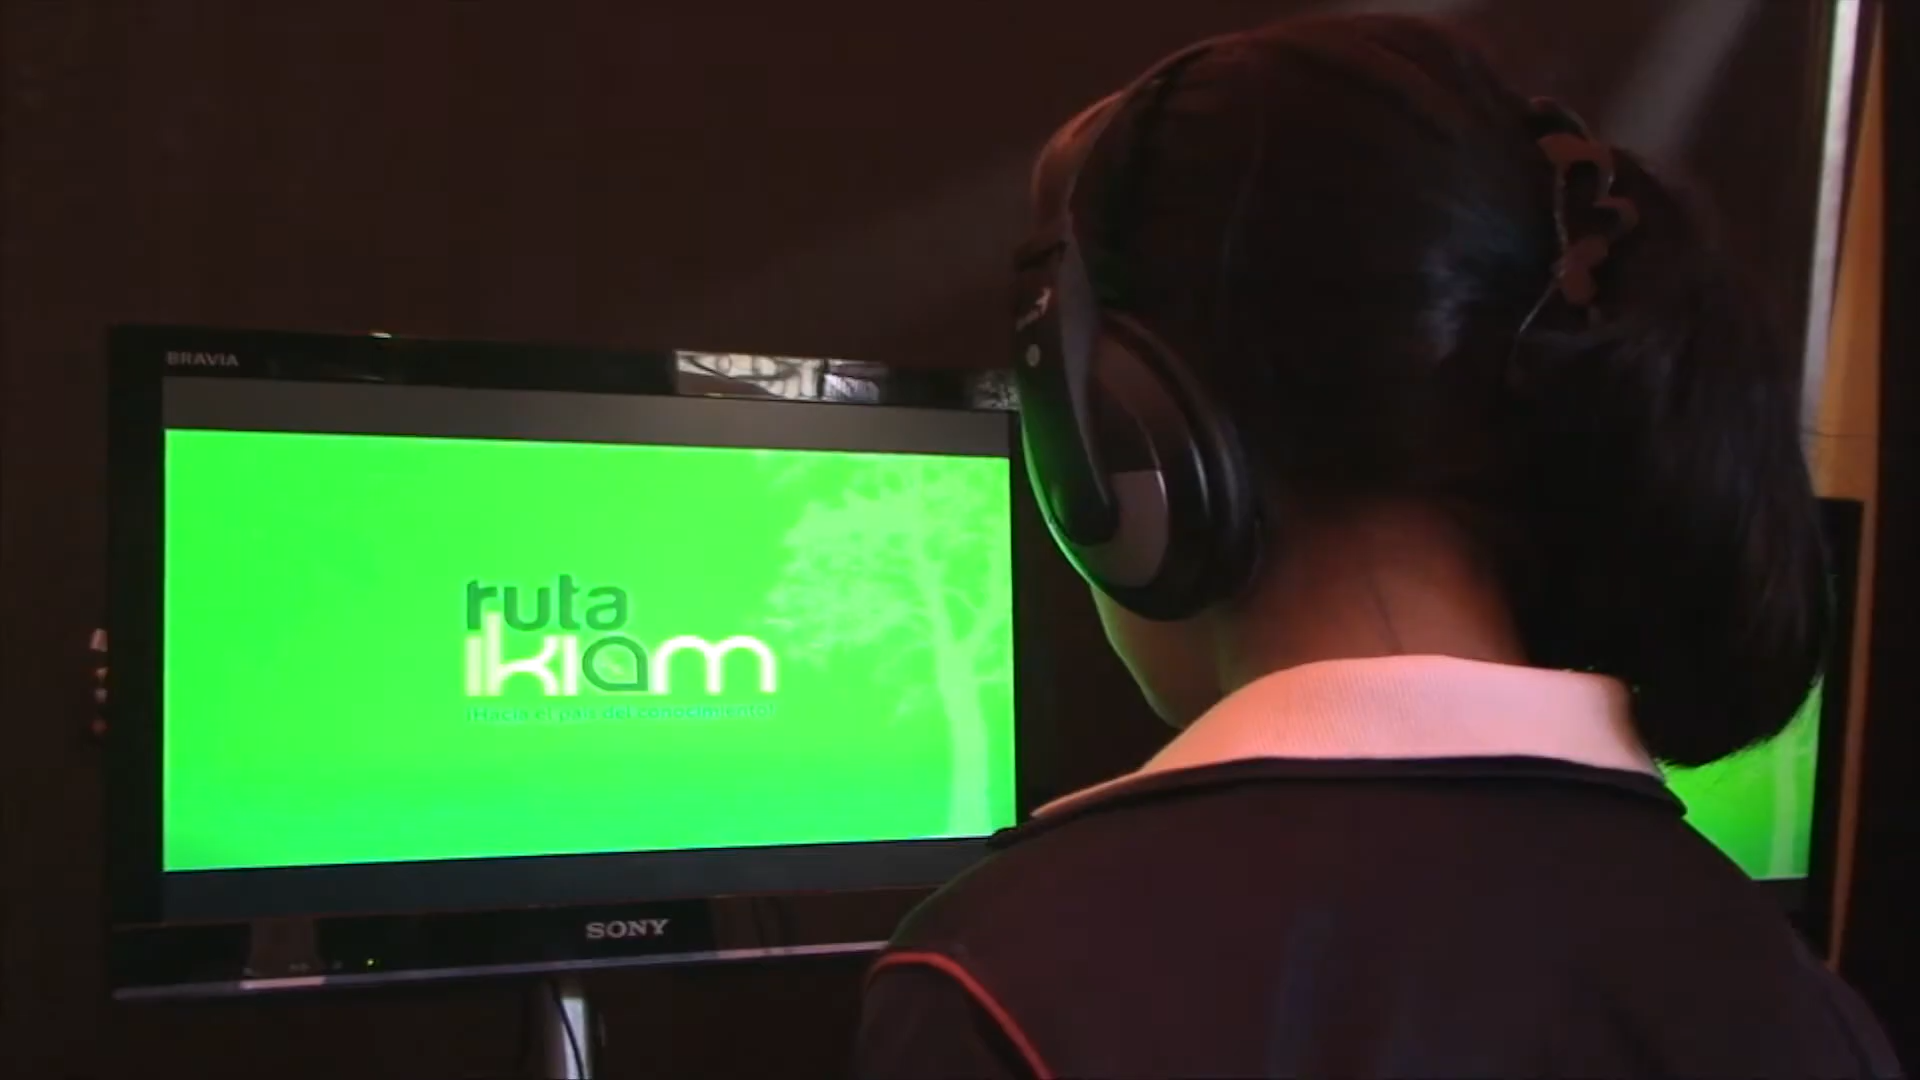 BRAVIA
ruta
ikiam
¡Hacia el país del conocimiento!
SONY